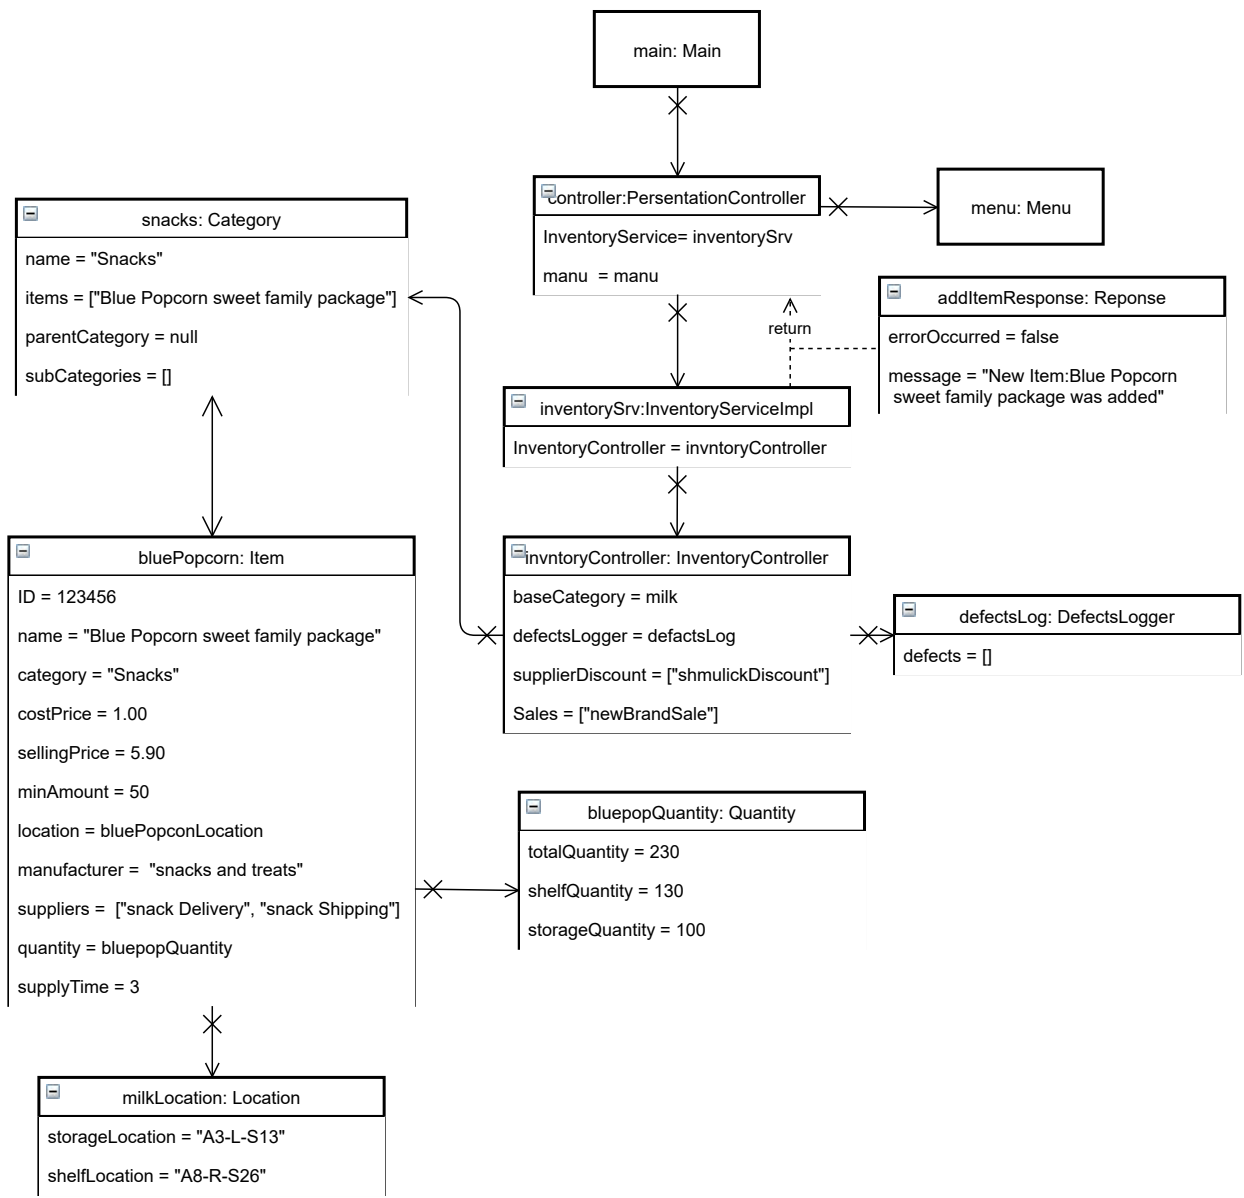 main: Main
controller:PersentationController
InventoryService= inventorySrv
manu  = manu
menu: Menu
snacks: Category
name = "Snacks"
items = ["Blue Popcorn sweet family package"]
parentCategory = null
subCategories = []
addItemResponse: Reponse
errorOccurred = false
message = "New Item:Blue Popcorn
sweet family package was added"
return
inventorySrv:InventoryServiceImpl
InventoryController = invntoryController
bluePopcorn: Item
ID = 123456
name = "Blue Popcorn sweet family package"
category = "Snacks"
costPrice = 1.00
sellingPrice = 5.90
minAmount = 50
location = bluePopconLocation
manufacturer =  "snacks and treats"
suppliers =  ["snack Delivery", "snack Shipping"]
quantity = bluepopQuantity
supplyTime = 3
invntoryController: InventoryController
baseCategory = milk
defectsLogger = defactsLog
supplierDiscount = ["shmulickDiscount"]
Sales = ["newBrandSale"]
defectsLog: DefectsLogger
defects = []
bluepopQuantity: Quantity
totalQuantity = 230
shelfQuantity = 130
storageQuantity = 100
milkLocation: Location
storageLocation = "A3-L-S13"
shelfLocation = "A8-R-S26"